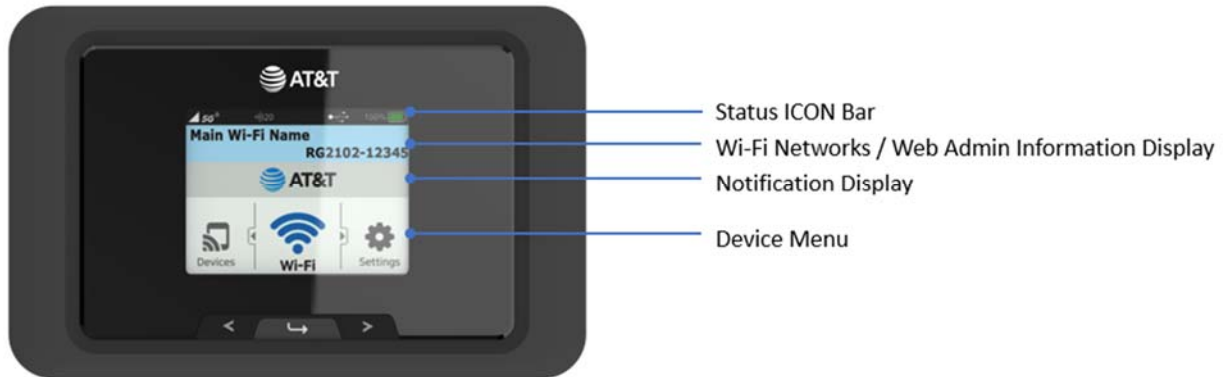 AT&T
5G+
20
100%
Main Wi-Fi Name
RG2102-12345
AT&T
Devices
Wi-Fi
Settings
< >
Status ICON Bar
Wi-Fi Networks / Web Admin Information Display
Notification Display
Device Menu